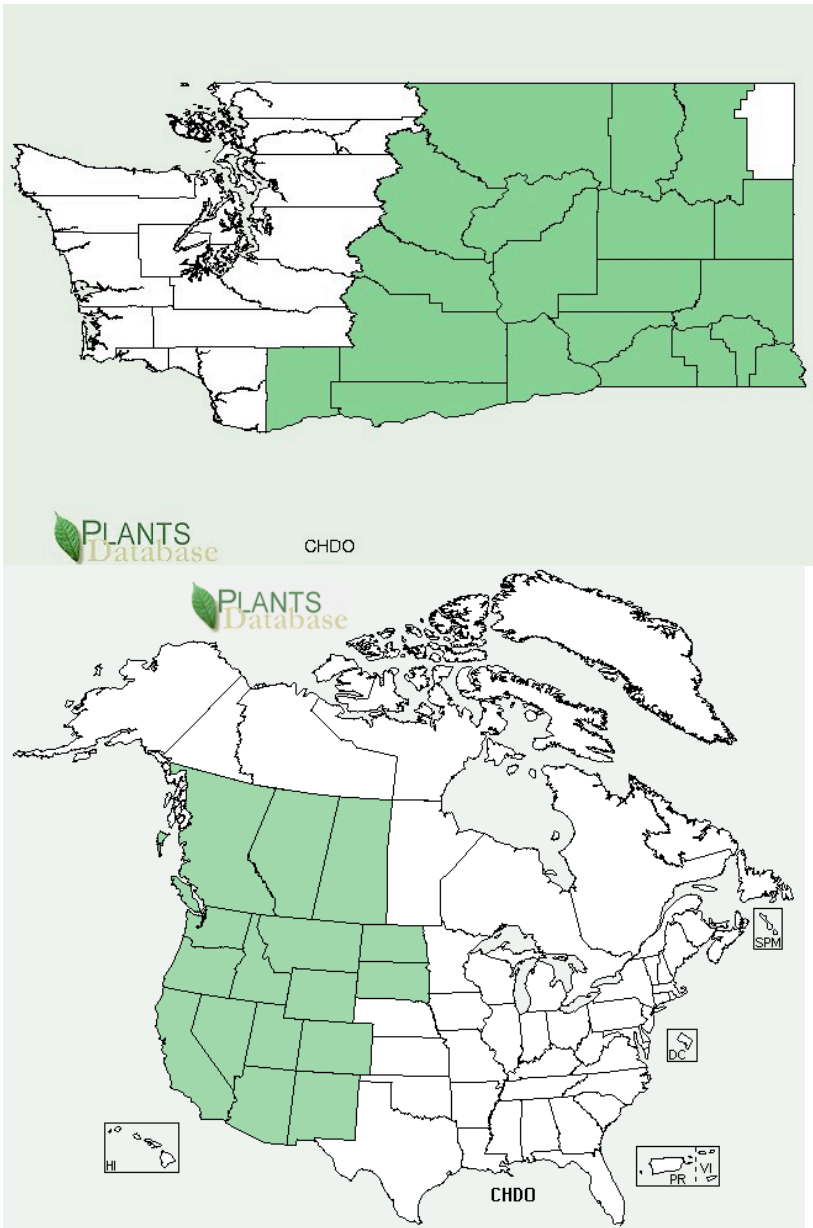 PLANTS
Database
CHDO
PLANTS
Database
SPM
DC
HI
PR
VI
CHDO